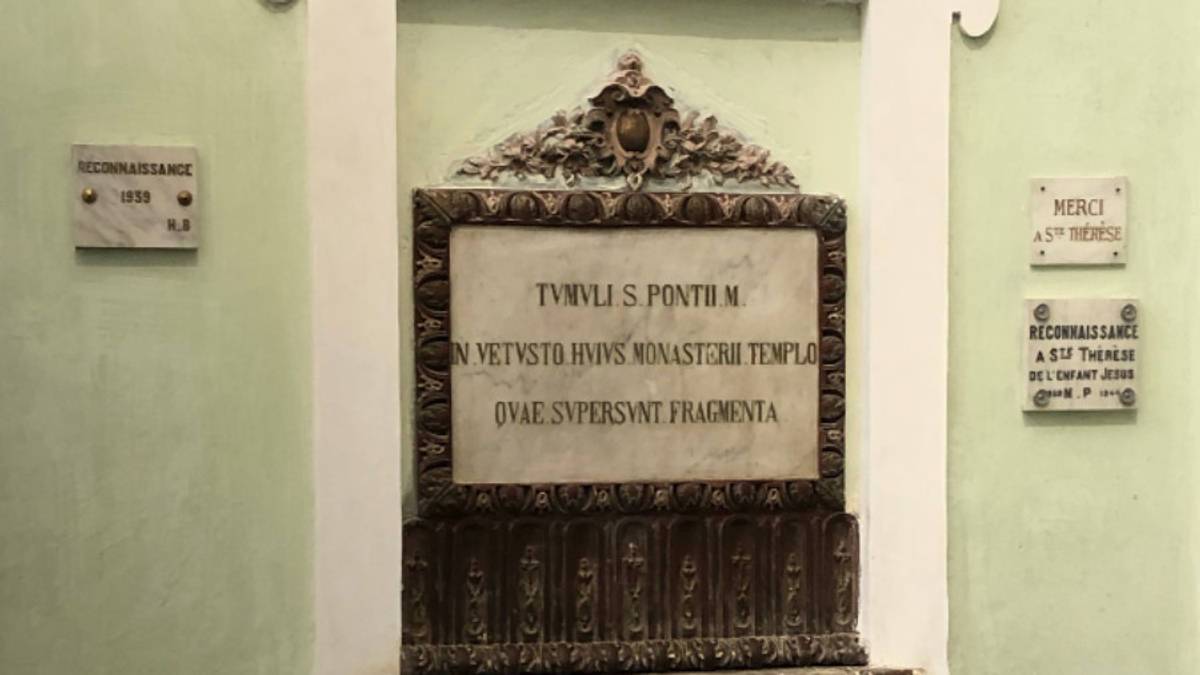 RECONNAISSANCE
1939
H.B
TVMVLI.S.PONTII.M.
IN.VETVSTO.HVIVS.MONASTERII.TEMPLO
QVAE.SVPERSVNT.FRAGMENTA
MERCI
A STE THÉRÈSE
RECONNAISSANCE
A STE THÉRÈSE
DE L'ENFANT JESUS
M.P